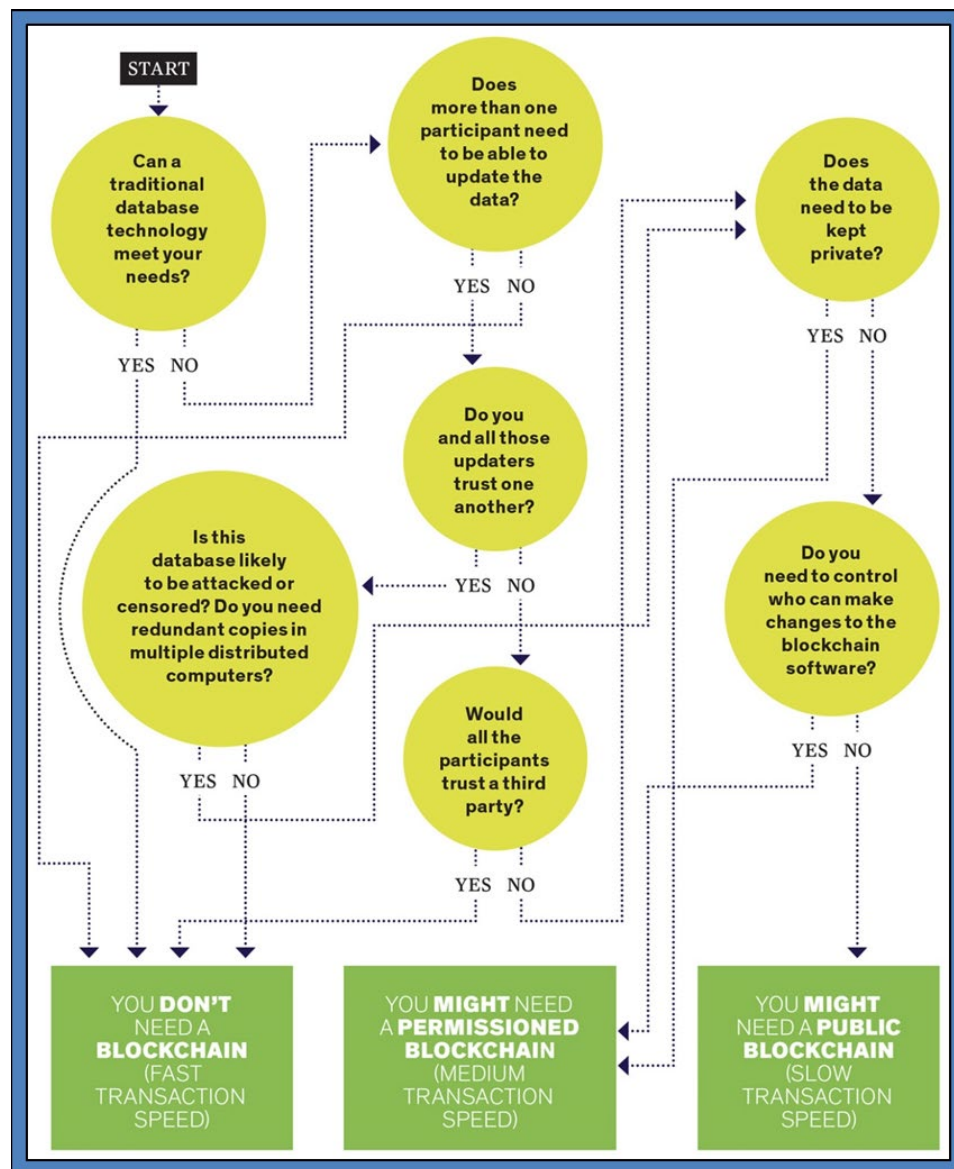 START
Can a
traditional
database
technology
meet your
needs?
YES NO
Does
more than one
participant need
to be able to
update the
data?
YES NO
Does
the data
need to be
kept
private?
YES NO
Do you
and all those
updaters
trust one
another?
YES NO
Is this
database likely
to be attacked or
censored? Do you need
redundant copies in
multiple distributed
computers?
YES NO
Do you
need to control
who can make
changes to the
blockchain
software?
YES NO
Would
all the
participants
trust a third
party?
YES NO
YOU DON'T
NEED A
BLOCKCHAIN
(FAST
TRANSACTION
SPEED)
YOU MIGHT NEED
A PERMISSIONED
BLOCKCHAIN
(MEDIUM
TRANSACTION
SPEED)
YOU MIGHT
NEED A PUBLIC
BLOCKCHAIN
(SLOW
TRANSACTION
SPEED)